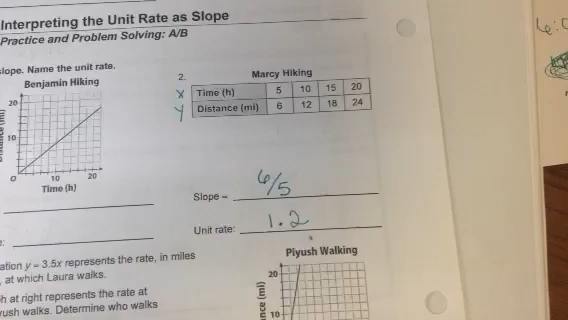 Interpreting the Unit Rate as Slope
Practice and Problem Solving: A/B
slope. Name the unit rate.
Benjamin Hiking
20
10
O
10 20
Time (h)
2.
Marcy Hiking
X Time (h) 5 10 15 20
Y Distance (mi) 6 12 18 24
Slope = 6/5
Unit rate: 1.2
y = 3.5x represents the rate, in miles
, at which Laura walks.
at right represents the rate at
walks. Determine who walks
Piyush Walking
20
10
(mi)